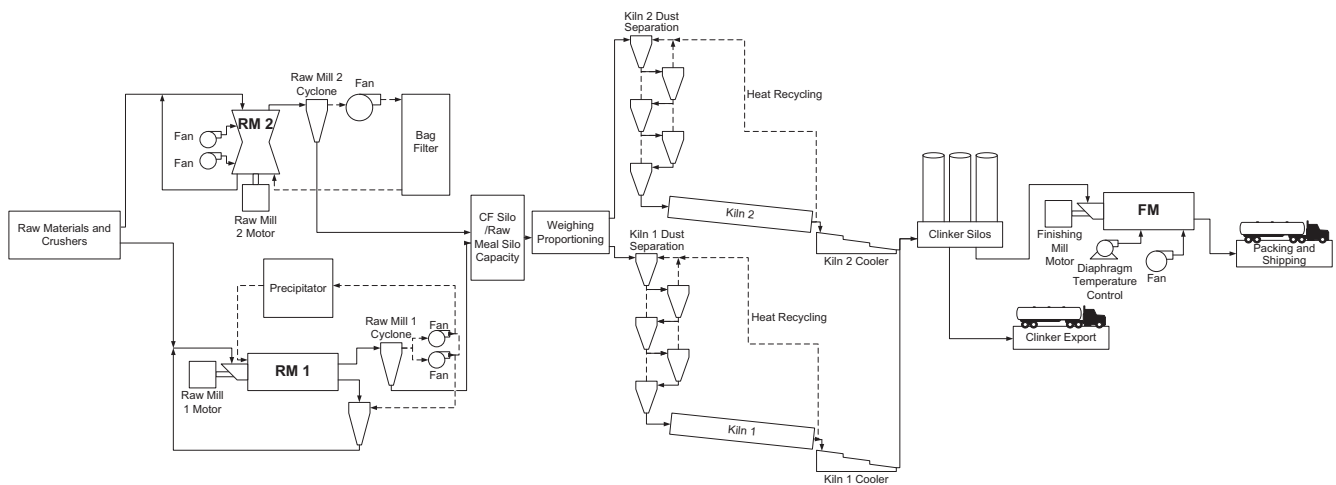 Kiln 2 Dust
Separation
Raw Mill 2
Cyclone
Fan
Heat Recycling
RM 2
Fan
Fan
Bag
Filter
Raw Mill
2 Motor
Raw Materials and
Crushers
CF Silo
/Raw
Meal Silo
Capacity
Weighing
Proportioning
Kiln 2
Kiln 1 Dust
Separation
Kiln 2 Cooler
Clinker Silos
FM
Finishing
Mill
Motor
Diaphragm
Temperature
Control
Fan
Packing and
Shipping
Clinker Export
Precipitator
Raw Mill 1
Cyclone
Fan
Fan
Heat Recycling
RM 1
Raw Mill
1 Motor
Kiln 1
Kiln 1 Cooler